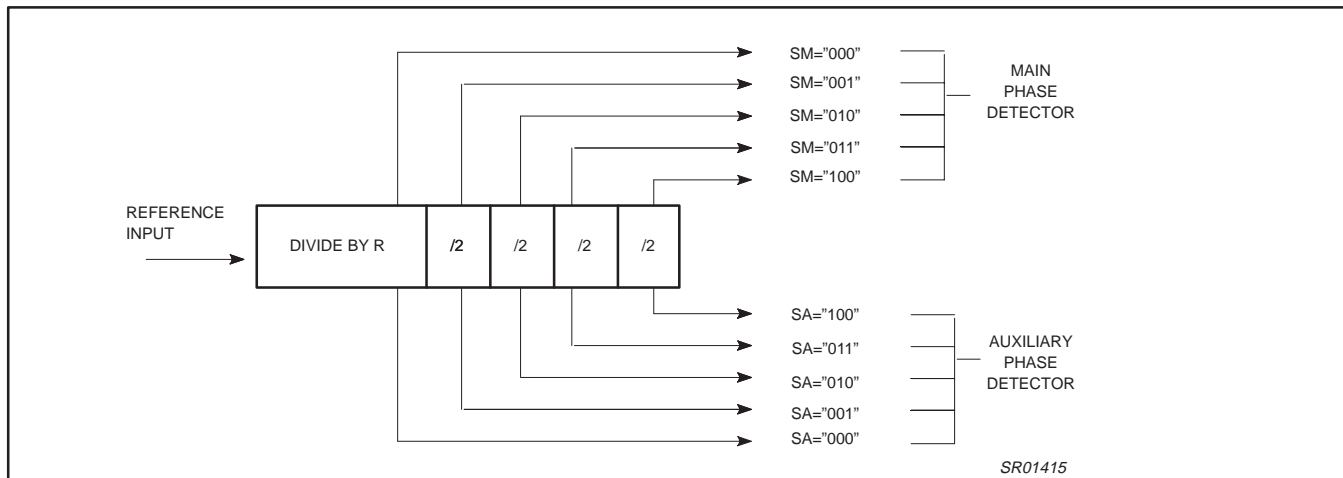 SM=”000”
SM=”001”
SM=”010”
SM=”011”
SM=”100”
MAIN
PHASE
DETECTOR
REFERENCE
INPUT
DIVIDE BY R
/2
/2
/2
/2
SA=”100”
SA=”011”
SA=”010”
SA=”001”
SA=”000”
AUXILIARY
PHASE
DETECTOR
SR01415